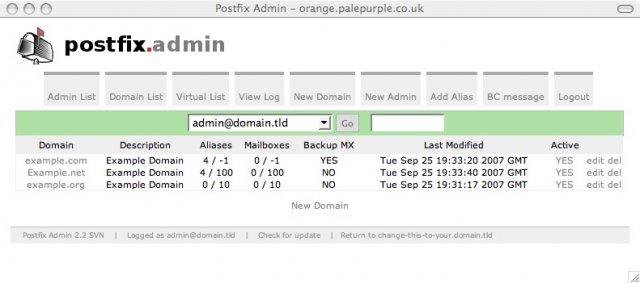 Postfix Admin – orange.palepurple.co.uk
postfix.admin
Admin List Domain List Virtual List View Log New Domain New Admin Add Alias BC message Logout
admin@domain.tld Go
Domain Description Aliases Mailboxes Backup MX Last Modified Active
example.com Example Domain 4 / -1 0 / -1 YES Tue Sep 25 19:33:20 2007 GMT YES edit del
Example.net Example Domain 4 / 100 0 / 100 NO Tue Sep 25 19:33:40 2007 GMT YES edit del
example.org Example Domain 0 / 10 0 / 10 NO Tue Sep 25 19:31:17 2007 GMT YES edit del
New Domain
Postfix Admin 2.2 SVN | Logged as admin@domain.tld | Check for update | Return to change-this-to-your.domain.tld